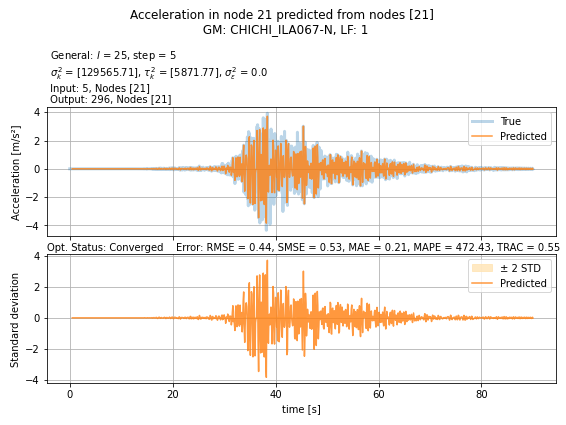 Acceleration in node 21 predicted from nodes [21]
GM: CHICHI_ILA067-N, LF: 1
General: l = 25, step = 5
σ²ₖ = [129565.71], τ²ₖ = [5871.77], σ²ε = 0.0
Input: 5, Nodes [21]
Output: 296, Nodes [21]
4
2
0
−2
−4
Acceleration [m/s²]
True
Predicted
Opt. Status: Converged Error: RMSE = 0.44, SMSE = 0.53, MAE = 0.21, MAPE = 472.43, TRAC = 0.55
4
2
0
−2
−4
Standard deviation
± 2 STD
Predicted
0 20 40 60 80
time [s]